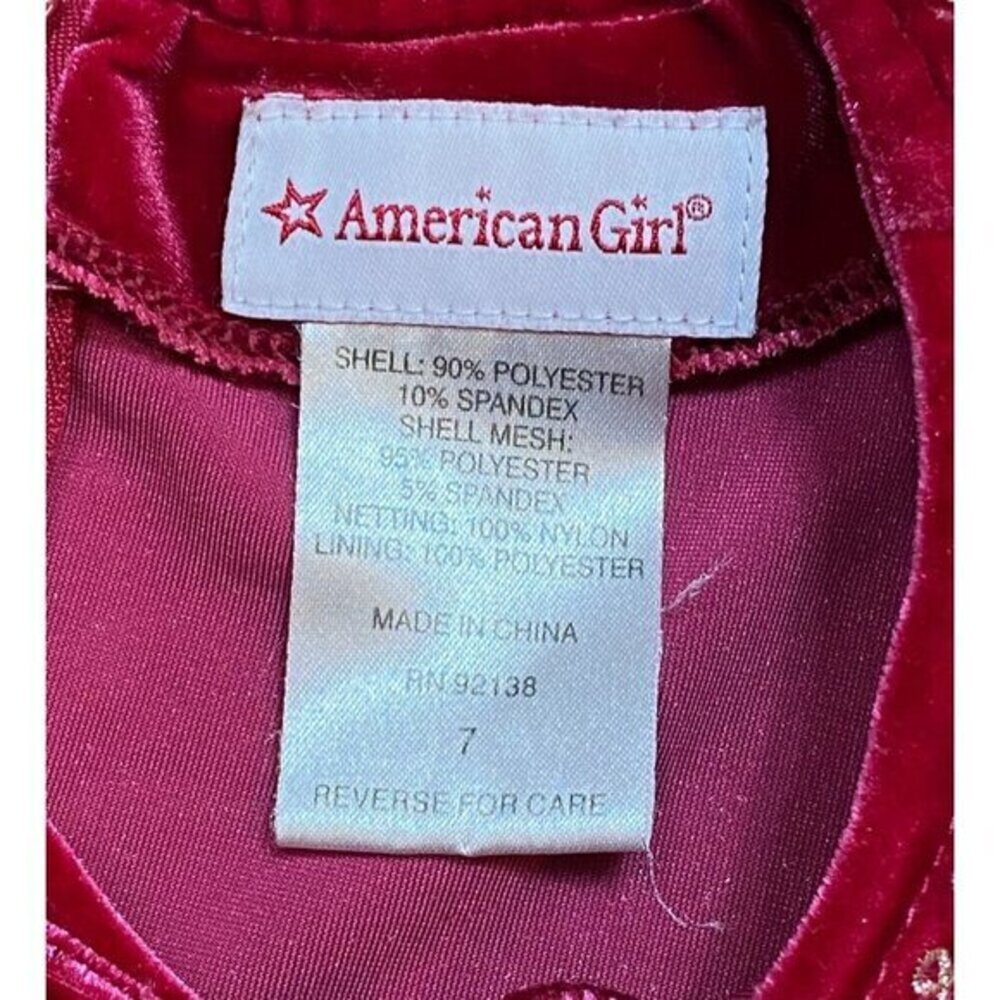 American Girl®
SHELL: 90% POLYESTER
10% SPANDEX
SHELL MESH:
95% POLYESTER
5% SPANDEX
NETTING: 100% NYLON
LINING: 100% POLYESTER
MADE IN CHINA
RN 92138
7
REVERSE FOR CARE